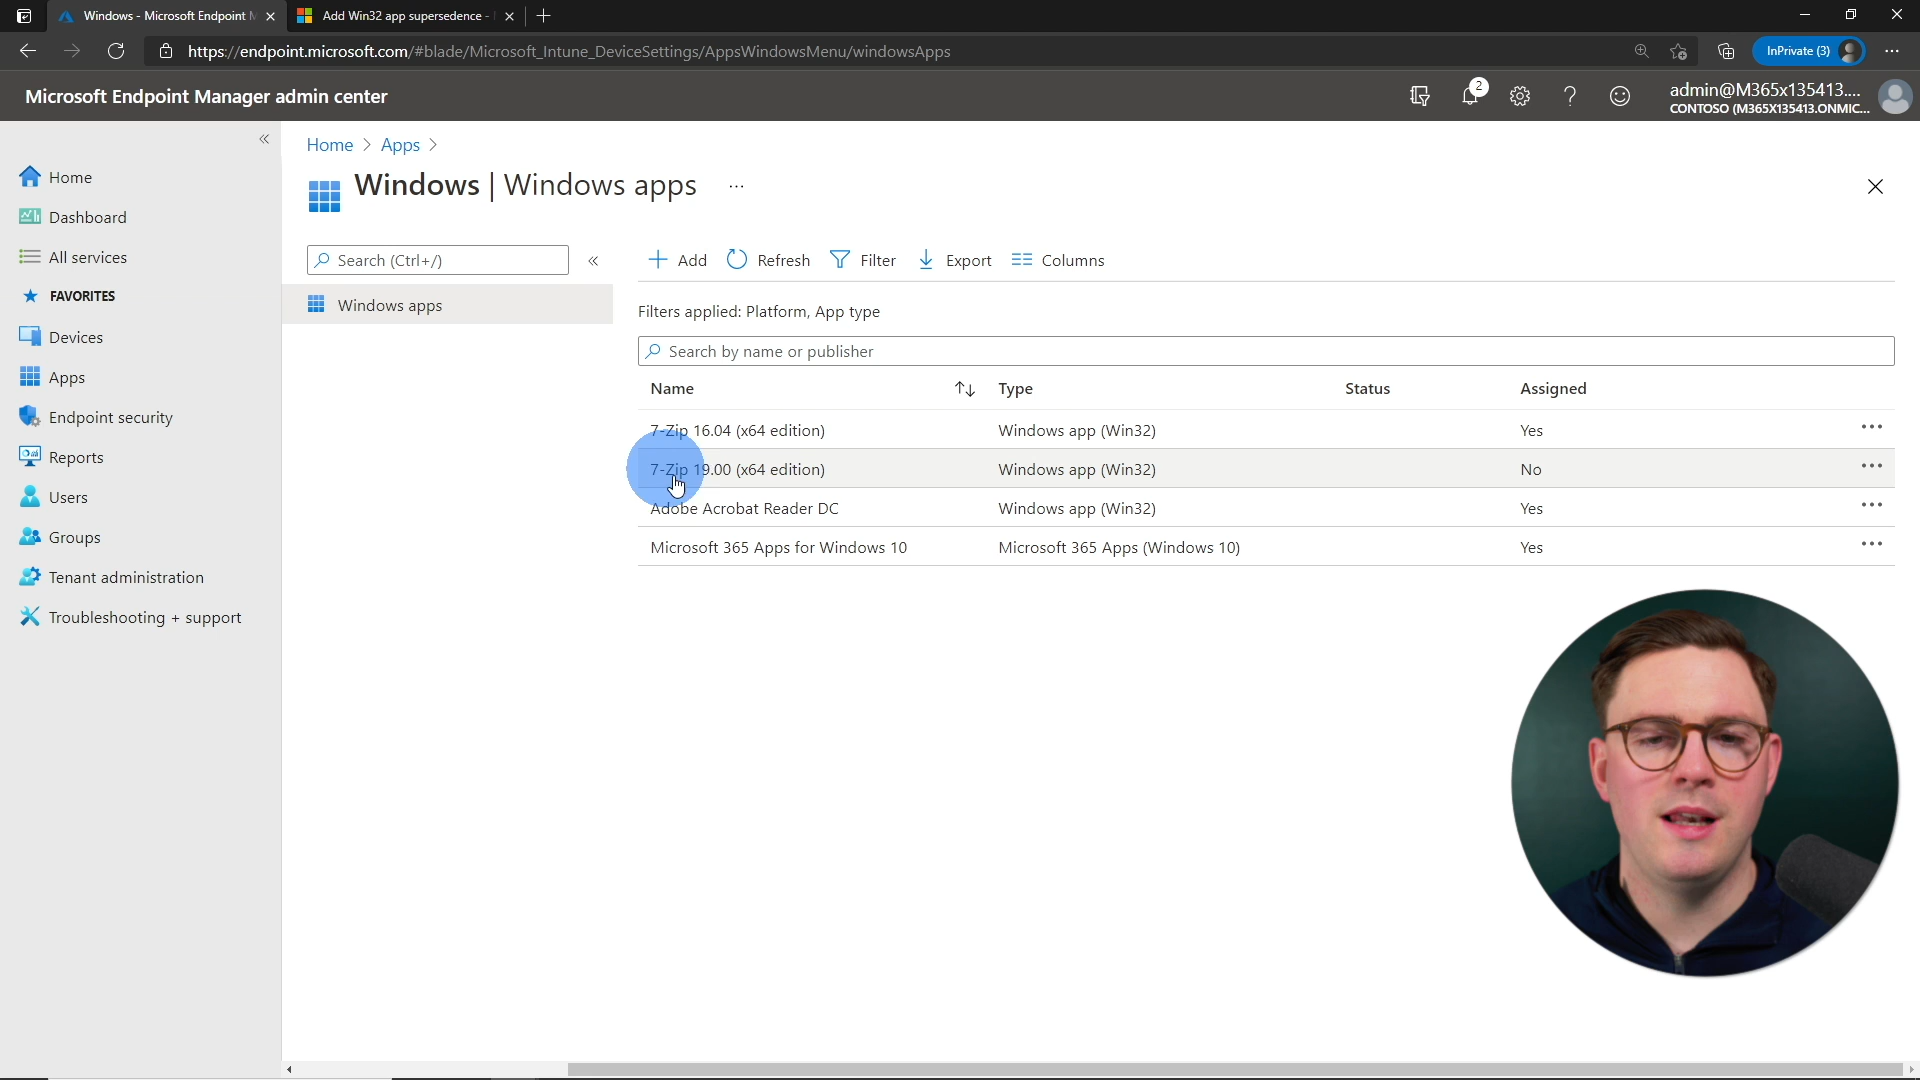 Windows - Microsoft Endpoint M
Add Win32 app supersedence -
https://endpoint.microsoft.com/#blade/Microsoft_Intune_DeviceSettings/AppsWindowsMenu/windowsApps
InPrivate (3)
Microsoft Endpoint Manager admin center
2
admin@M365x135413....
CONTOSO (M365X135413.ONMIC...
Home
Dashboard
All services
FAVORITES
Devices
Apps
Endpoint security
Reports
Users
Groups
Tenant administration
Troubleshooting + support
Home > Apps >
Windows | Windows apps ...
Search (Ctrl+/)
Windows apps
Add Refresh Filter Export Columns
Filters applied: Platform, App type
Search by name or publisher
Name Type Status Assigned
7-Zip 16.04 (x64 edition) Windows app (Win32) Yes ...
7-Zip 19.00 (x64 edition) Windows app (Win32) No ...
Adobe Acrobat Reader DC Windows app (Win32) Yes ...
Microsoft 365 Apps for Windows 10 Microsoft 365 Apps (Windows 10) Yes ...